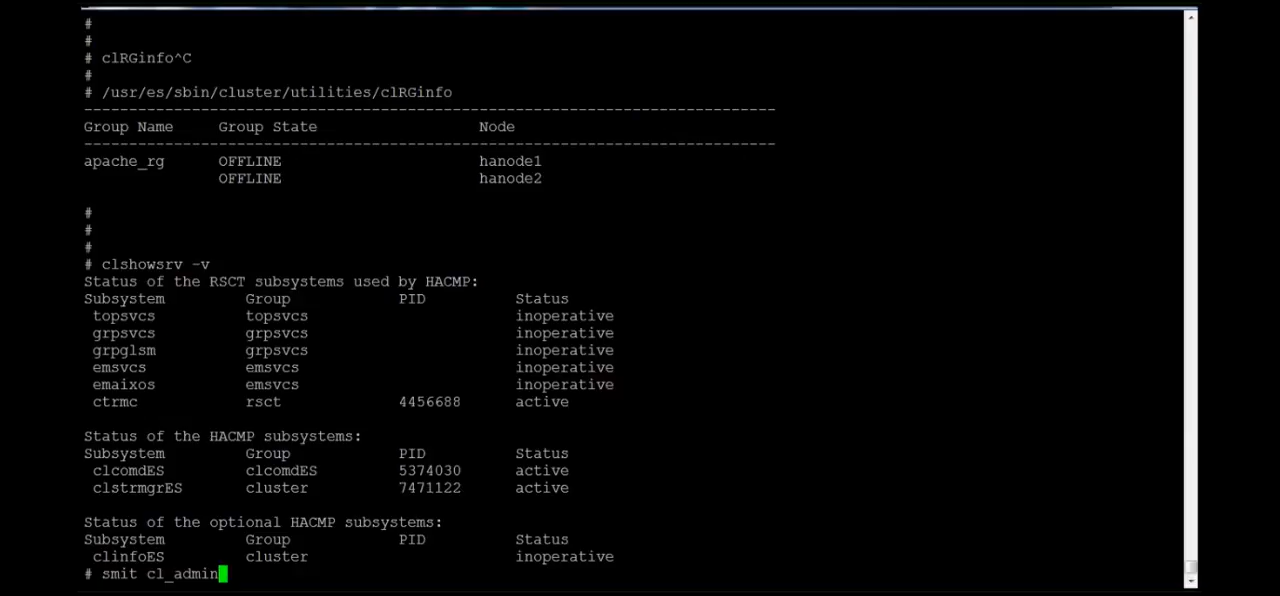 #
#
# clRGinfo^C
#
# /usr/es/sbin/cluster/utilities/clRGinfo
-----------------------------------------------------------------------------
Group Name     Group State                  Node
-----------------------------------------------------------------------------
apache_rg      OFFLINE                      hanode1
               OFFLINE                      hanode2
#
#
#
# clshowsrv -v
Status of the RSCT subsystems used by HACMP:
Subsystem         Group            PID          Status
 topsvcs          topsvcs                       inoperative
 grpsvcs          grpsvcs                       inoperative
 grpglsm          grpsvcs                       inoperative
 emsvcs           emsvcs                        inoperative
 emaixos          emsvcs                        inoperative
 ctrmc            rsct             4456688      active
Status of the HACMP subsystems:
Subsystem         Group            PID          Status
 clcomdES         clcomdES         5374030      active
 clstrmgrES       cluster          7471122      active
Status of the optional HACMP subsystems:
Subsystem         Group            PID          Status
 clinfoES         cluster                       inoperative
# smit cl_admin